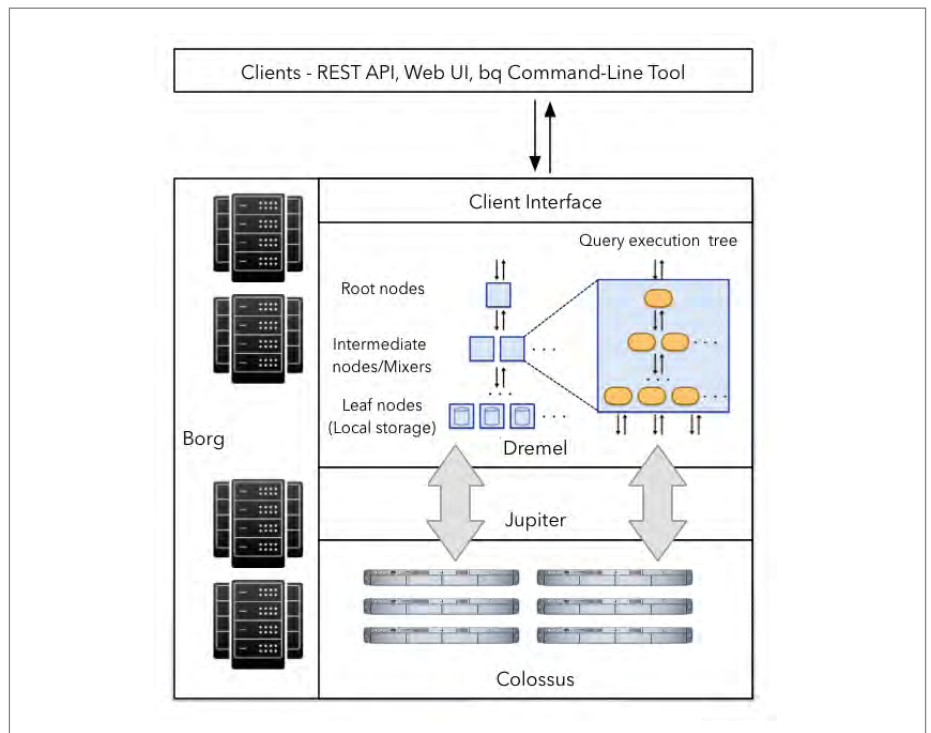 Clients - REST API, Web UI, bq Command-Line Tool
Client Interface
Query execution tree
Root nodes
Intermediate
nodes/Mixers
Leaf nodes
(Local storage)
Borg
Dremel
Jupiter
Colossus